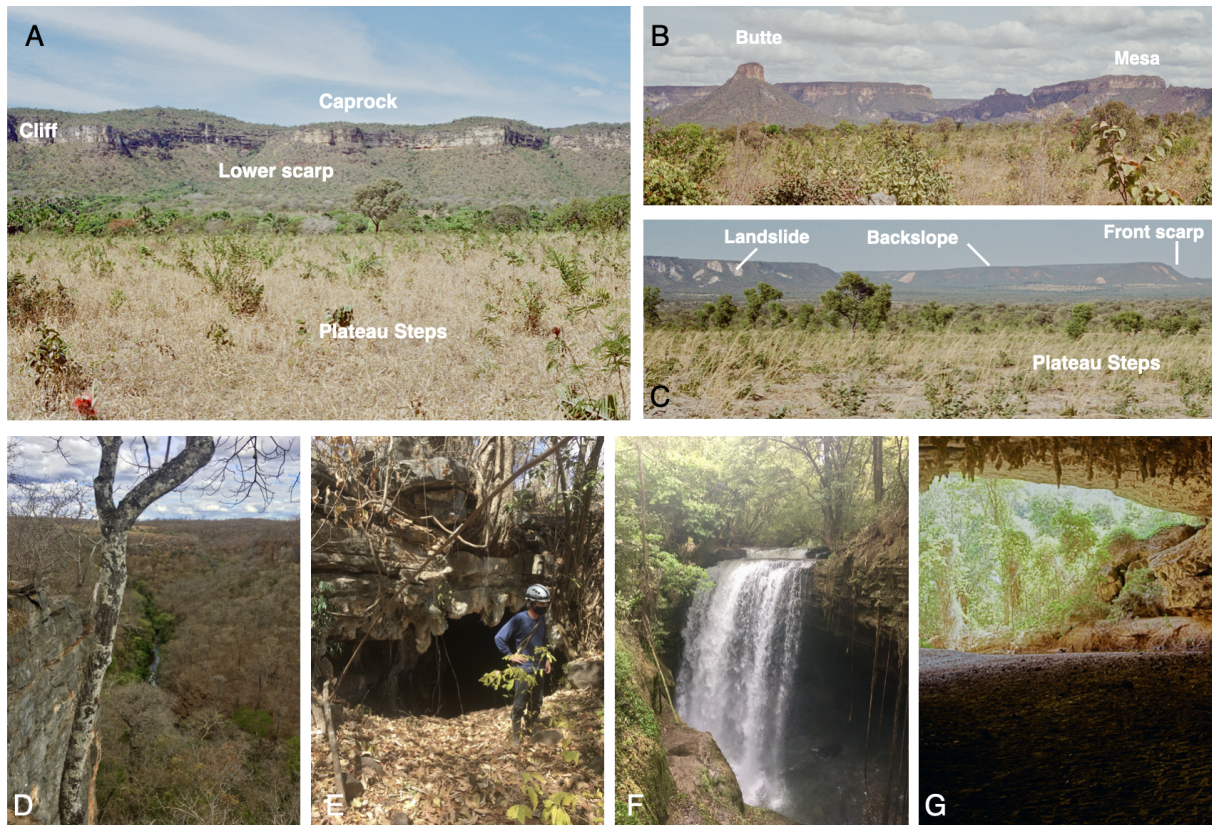 A
Caprock
Cliff
Lower scarp
Plateau Steps
B
Butte
Mesa
Landslide
Backslope
Front scarp
Plateau Steps
C
D
E
F
G